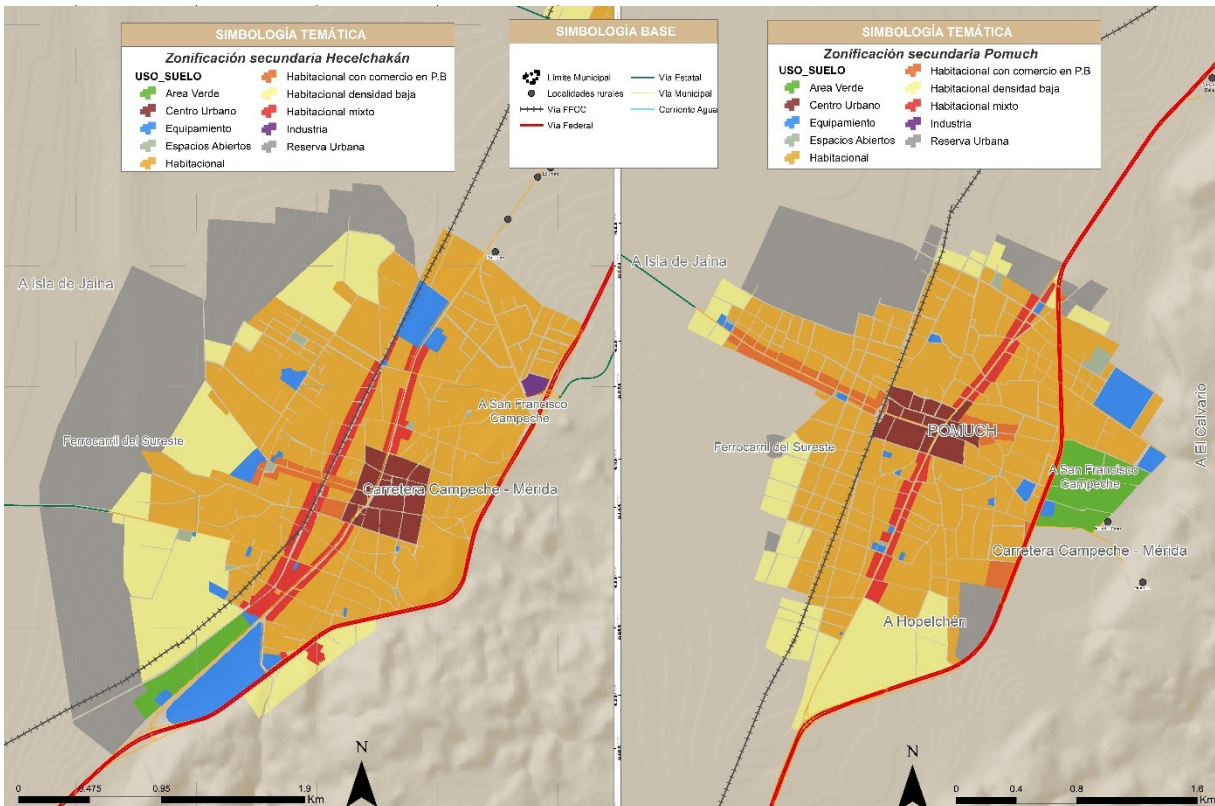 SIMBOLOGÍA TEMÁTICA
Zonificación secundaria Hecelchakán
USO_SUELO
Area Verde
Centro Urbano
Equipamiento
Espacios Abiertos
Habitacional
Habitacional con comercio en P.B
Habitacional densidad baja
Habitacional mixto
Industria
Reserva Urbana
SIMBOLOGÍA BASE
Límite Municipal
Localidades rurales
Vía FFCC
Vía Federal
Vía Estatal
Vía Municipal
Corriente Agua
SIMBOLOGÍA TEMÁTICA
Zonificación secundaria Pomuch
USO_SUELO
Area Verde
Centro Urbano
Equipamiento
Espacios Abiertos
Habitacional
Habitacional con comercio en P.B
Habitacional densidad baja
Habitacional mixto
Industria
Reserva Urbana
A Isla de Jaina
Ferrocarril del Sureste
A San Francisco
Campeche
Carretera Campeche - Mérida
N
0 0.475 0.95 1.9
Km
A Isla de Jaina
POMUCH
Ferrocarril del Sureste
A San Francisco
Campeche
A El Calvario
Carretera Campeche - Mérida
A Hopelchén
N
0 0.4 0.8 1.6
Km